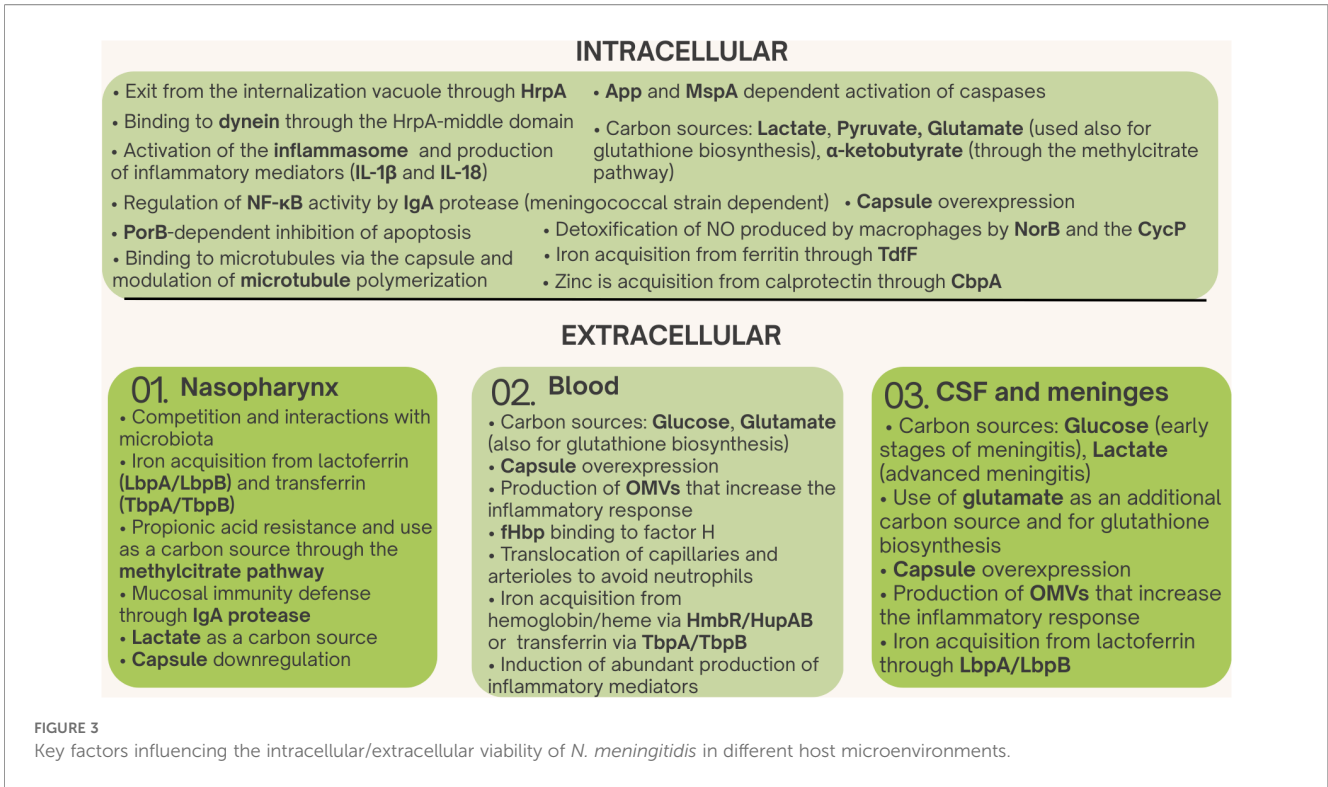 INTRACELLULAR
• Exit from the internalization vacuole through HrpA
• Binding to dynein through the HrpA-middle domain
• Activation of the inflammasome and production
of inflammatory mediators (IL-1β and IL-18)
• App and MspA dependent activation of caspases
• Carbon sources: Lactate, Pyruvate, Glutamate (used also for
glutathione biosynthesis), α-ketobutyrate (through the methylcitrate
pathway)
• Regulation of NF-κB activity by IgA protease (meningococcal strain dependent)
• Capsule overexpression
• PorB-dependent inhibition of apoptosis
• Binding to microtubules via the capsule and
modulation of microtubule polymerization
• Detoxification of NO produced by macrophages by NorB and the CycP
• Iron acquisition from ferritin through TdfF
• Zinc is acquisition from calprotectin through CbpA
EXTRACELLULAR
01. Nasopharynx
• Competition and interactions with
microbiota
• Iron acquisition from lactoferrin
(LbpA/LbpB) and transferrin
(TbpA/TbpB)
• Propionic acid resistance and use
as a carbon source through the
methylcitrate pathway
• Mucosal immunity defense
through IgA protease
• Lactate as a carbon source
• Capsule downregulation
02. Blood
• Carbon sources: Glucose, Glutamate
(also for glutathione biosynthesis)
• Capsule overexpression
• Production of OMVs that increase the
inflammatory response
• fHbp binding to factor H
• Translocation of capillaries and
arterioles to avoid neutrophils
• Iron acquisition from
hemoglobin/heme via HmbR/HupAB
or transferrin via TbpA/TbpB
• Induction of abundant production of
inflammatory mediators
03. CSF and meninges
• Carbon sources: Glucose (early
stages of meningitis), Lactate
(advanced meningitis)
• Use of glutamate as an additional
carbon source and for glutathione
biosynthesis
• Capsule overexpression
• Production of OMVs that increase
the inflammatory response
• Iron acquisition from lactoferrin
through LbpA/LbpB
FIGURE 3
Key factors influencing the intracellular/extracellular viability of N. meningitidis in different host microenvironments.